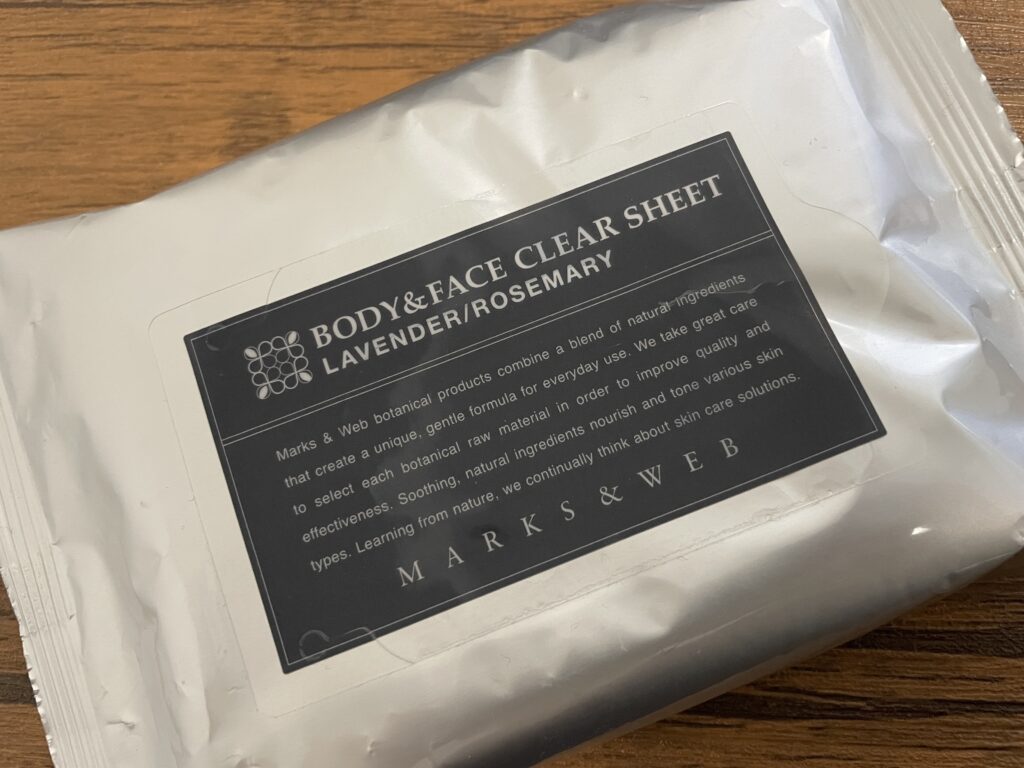 BODY&FACE CLEAR SHEET
LAVENDER/ROSEMARY
Marks & Web botanical products combine a blend of natural ingredients
that create a unique, gentle formula for everyday use. We take great care
to select each botanical raw material in order to improve quality and
effectiveness. Soothing, natural ingredients nourish and tone various skin
types. Learning from nature, we continually think about skin care solutions.
MARKS&WEB